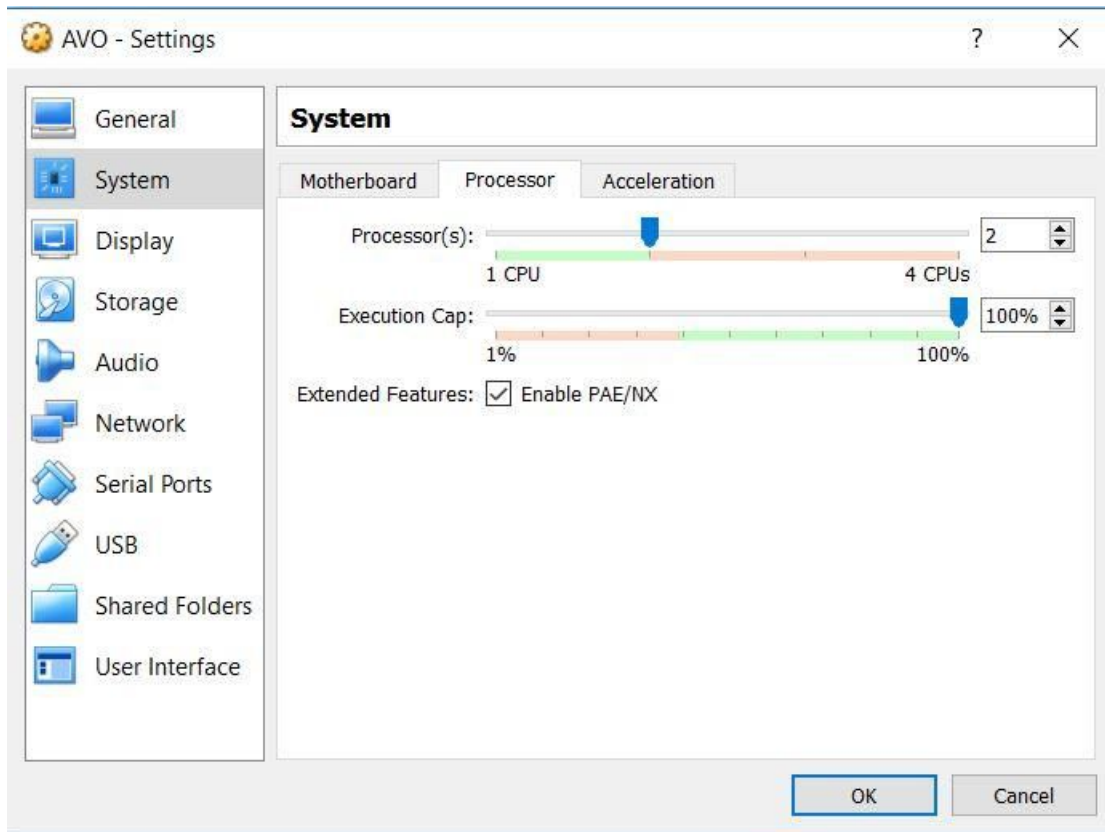 AVO - Settings
?
General
System
Display
Storage
Audio
Network
Serial Ports
USB
Shared Folders
User Interface
System
Motherboard Processor Acceleration
Processor(s): 2
1 CPU 4 CPUs
Execution Cap: 100%
1% 100%
Extended Features: Enable PAE/NX
OK Cancel